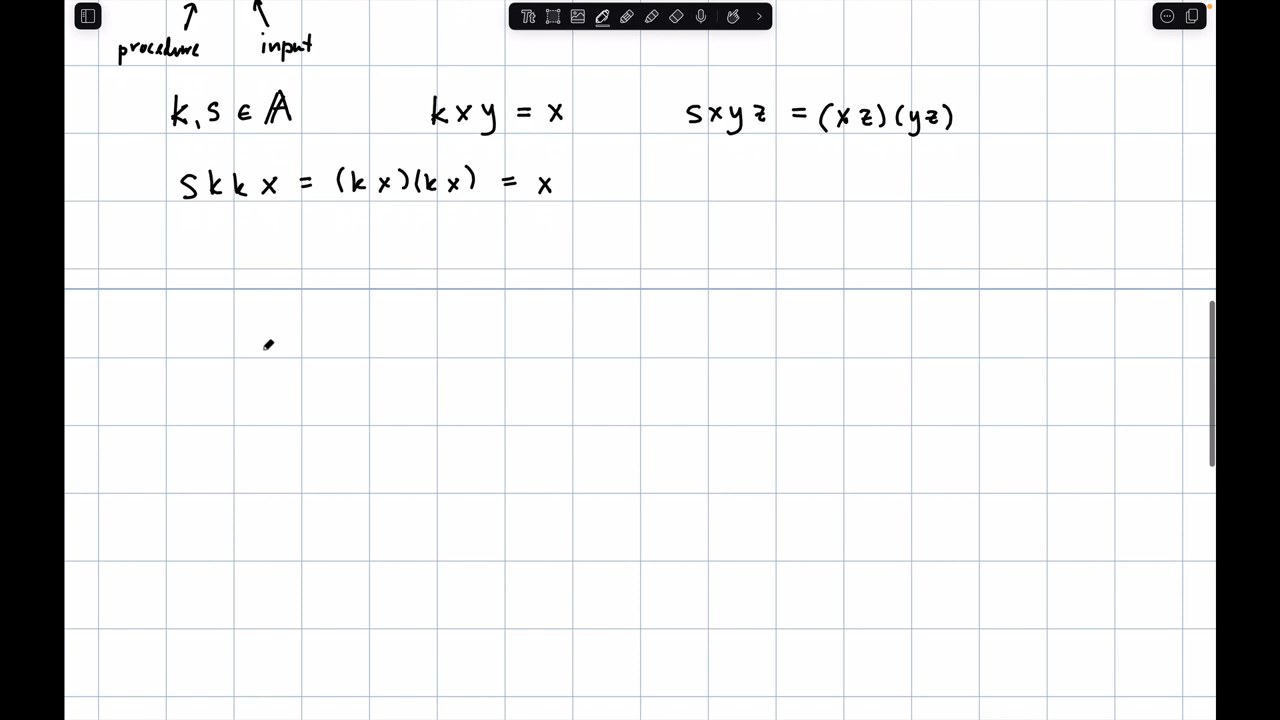 procedure input
k, s ∈ 𝔸 k x y = x s x y z = (x z)(y z)
s k k x = (k x)(k x) = x